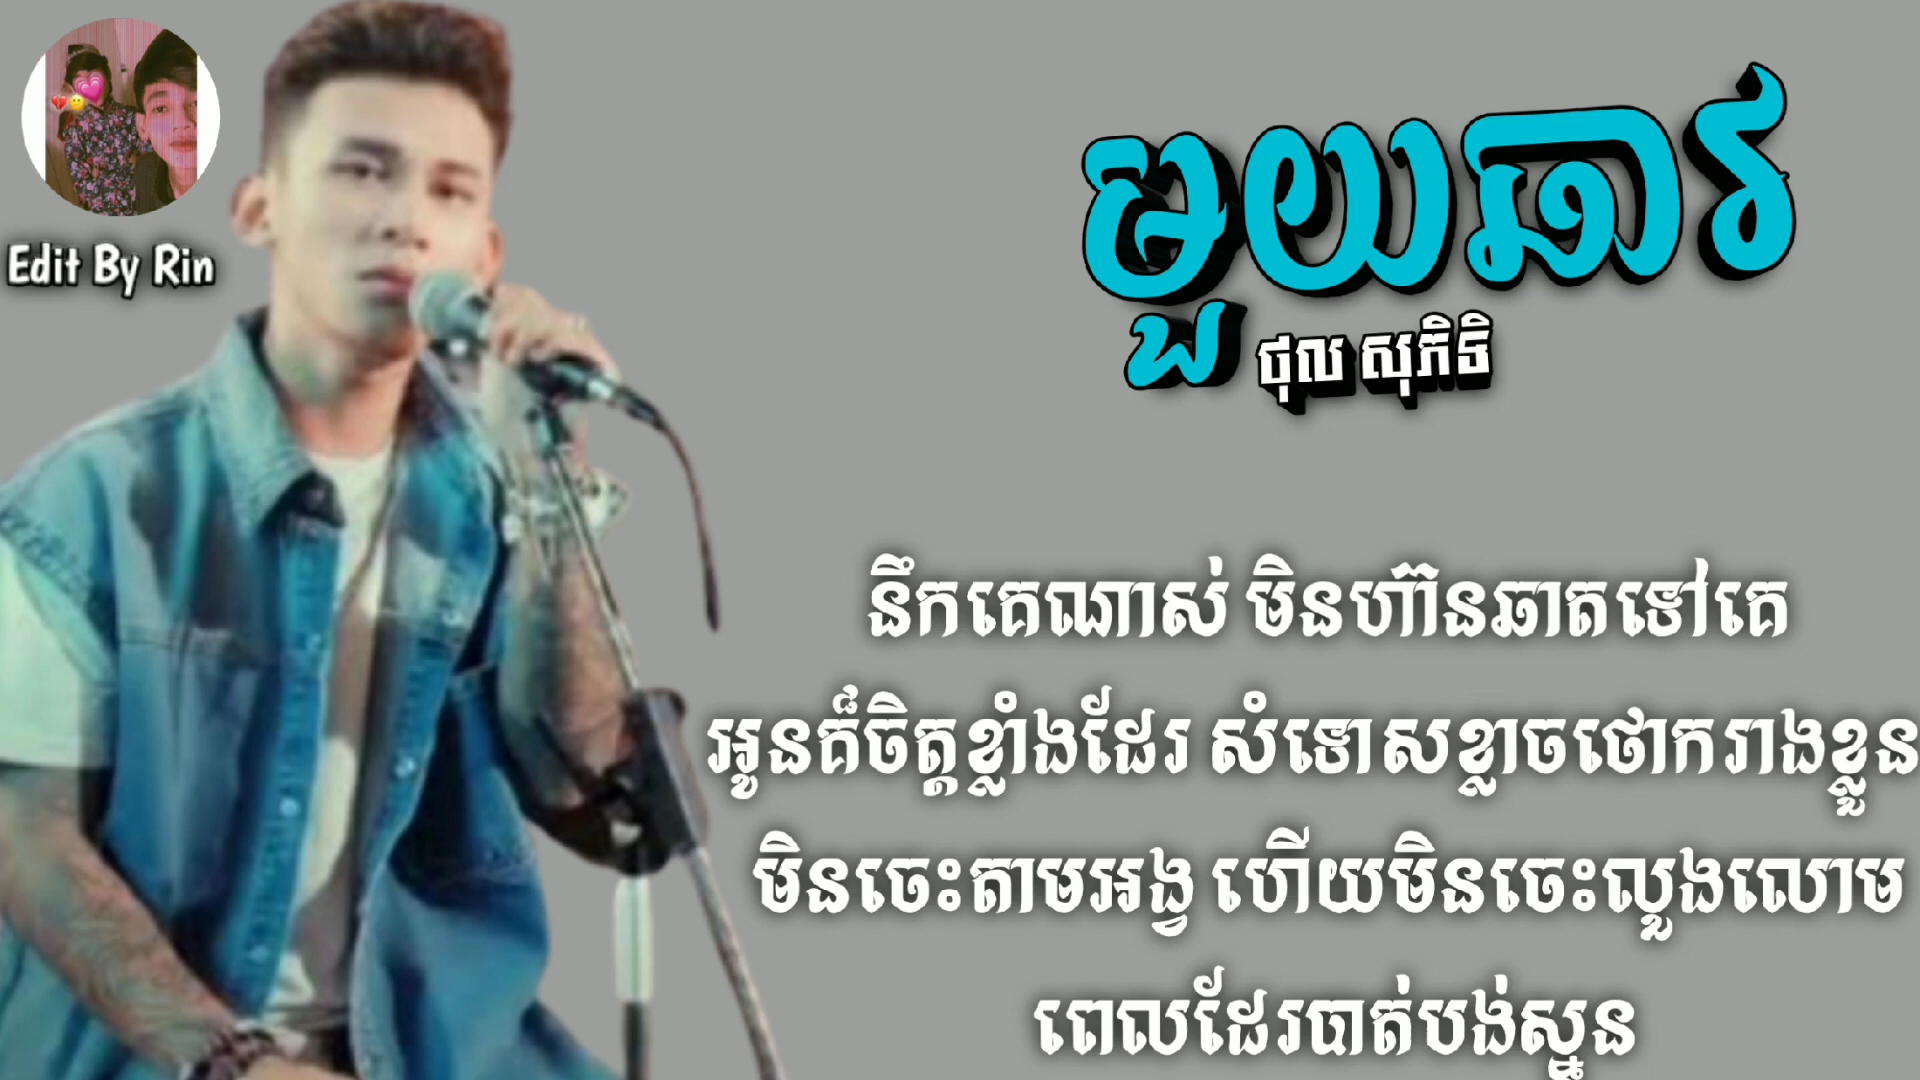 Edit By Rin
មួយឆាវ
ថុល សុភិទិ
នឹកគេណាស់ មិនហ៊ានឆាតទៅគេ
អូនគ៏ចិត្តខ្លាំងដែរ សំទោសខ្លាចថោករាងខ្លួន
មិនចេះតាមអង្វ ហើយមិនចេះលួងលោម
ពេលដែរបាត់បង់ស្នួន